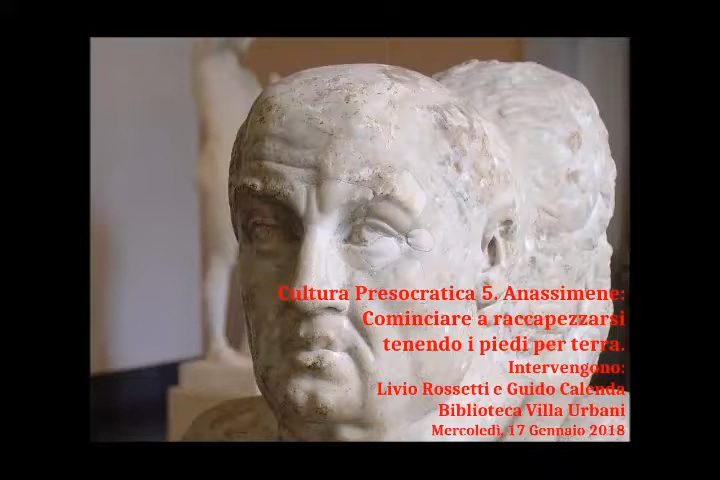 Cultura Presocratica 5. Anassimene:
Cominciare a raccapezzarsi
tenendo i piedi per terra.
Intervengono:
Livio Rossetti e Guido Calenda
Biblioteca Villa Urbani
Mercoledì, 17 Gennaio 2018